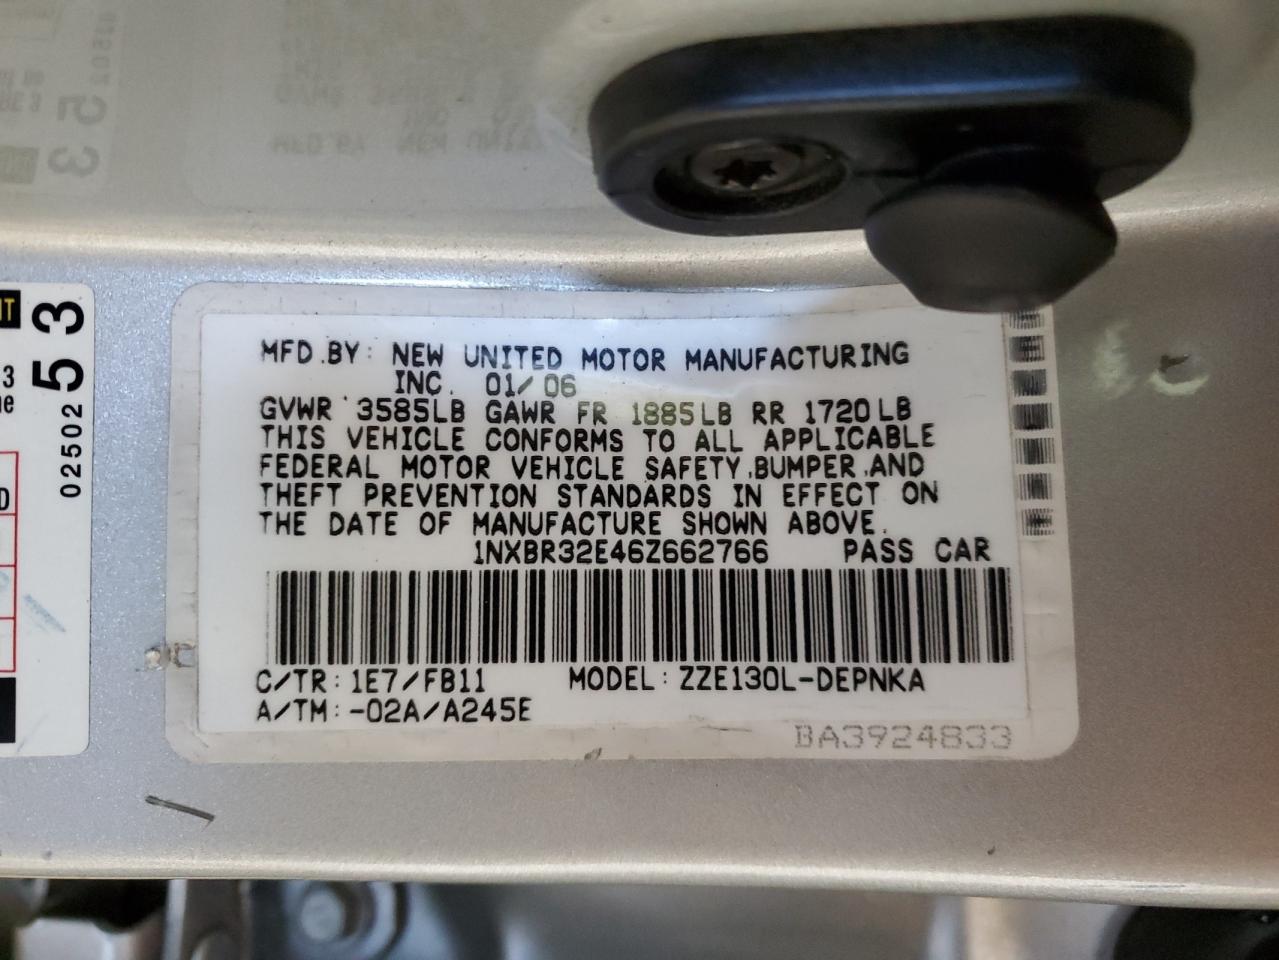 MFD.BY: NEW UNITED MOTOR MANUFACTURING
INC. 01/06
GVWR 3585LB GAWR FR 1885LB RR 1720LB
THIS VEHICLE CONFORMS TO ALL APPLICABLE
FEDERAL MOTOR VEHICLE SAFETY,BUMPER,AND
THEFT PREVENTION STANDARDS IN EFFECT ON
THE DATE OF MANUFACTURE SHOWN ABOVE.
1NXBR32E46Z662766 PASS CAR
C/TR: 1E7/FB11 MODEL: ZZE130L-DEPNKA
A/TM: -02A/A245E
BA3924833
53
02502
3